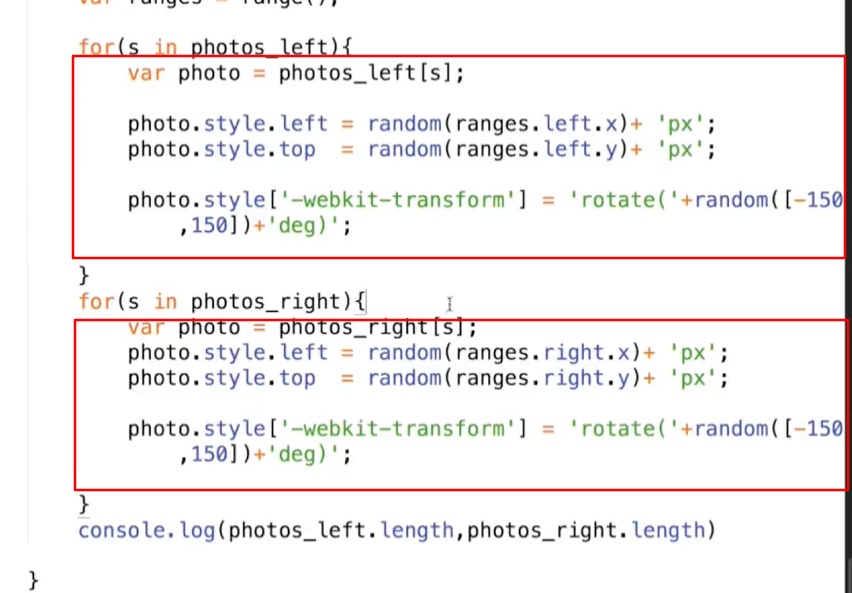 var ranges = range();
for(s in photos_left){
var photo = photos_left[s];
photo.style.left = random(ranges.left.x)+ 'px';
photo.style.top  = random(ranges.left.y)+ 'px';
photo.style['-webkit-transform'] = 'rotate('+random([-150
,150])+'deg)';
}
for(s in photos_right){
var photo = photos_right[s];
photo.style.left = random(ranges.right.x)+ 'px';
photo.style.top  = random(ranges.right.y)+ 'px';
photo.style['-webkit-transform'] = 'rotate('+random([-150
,150])+'deg)';
}
console.log(photos_left.length,photos_right.length)
}